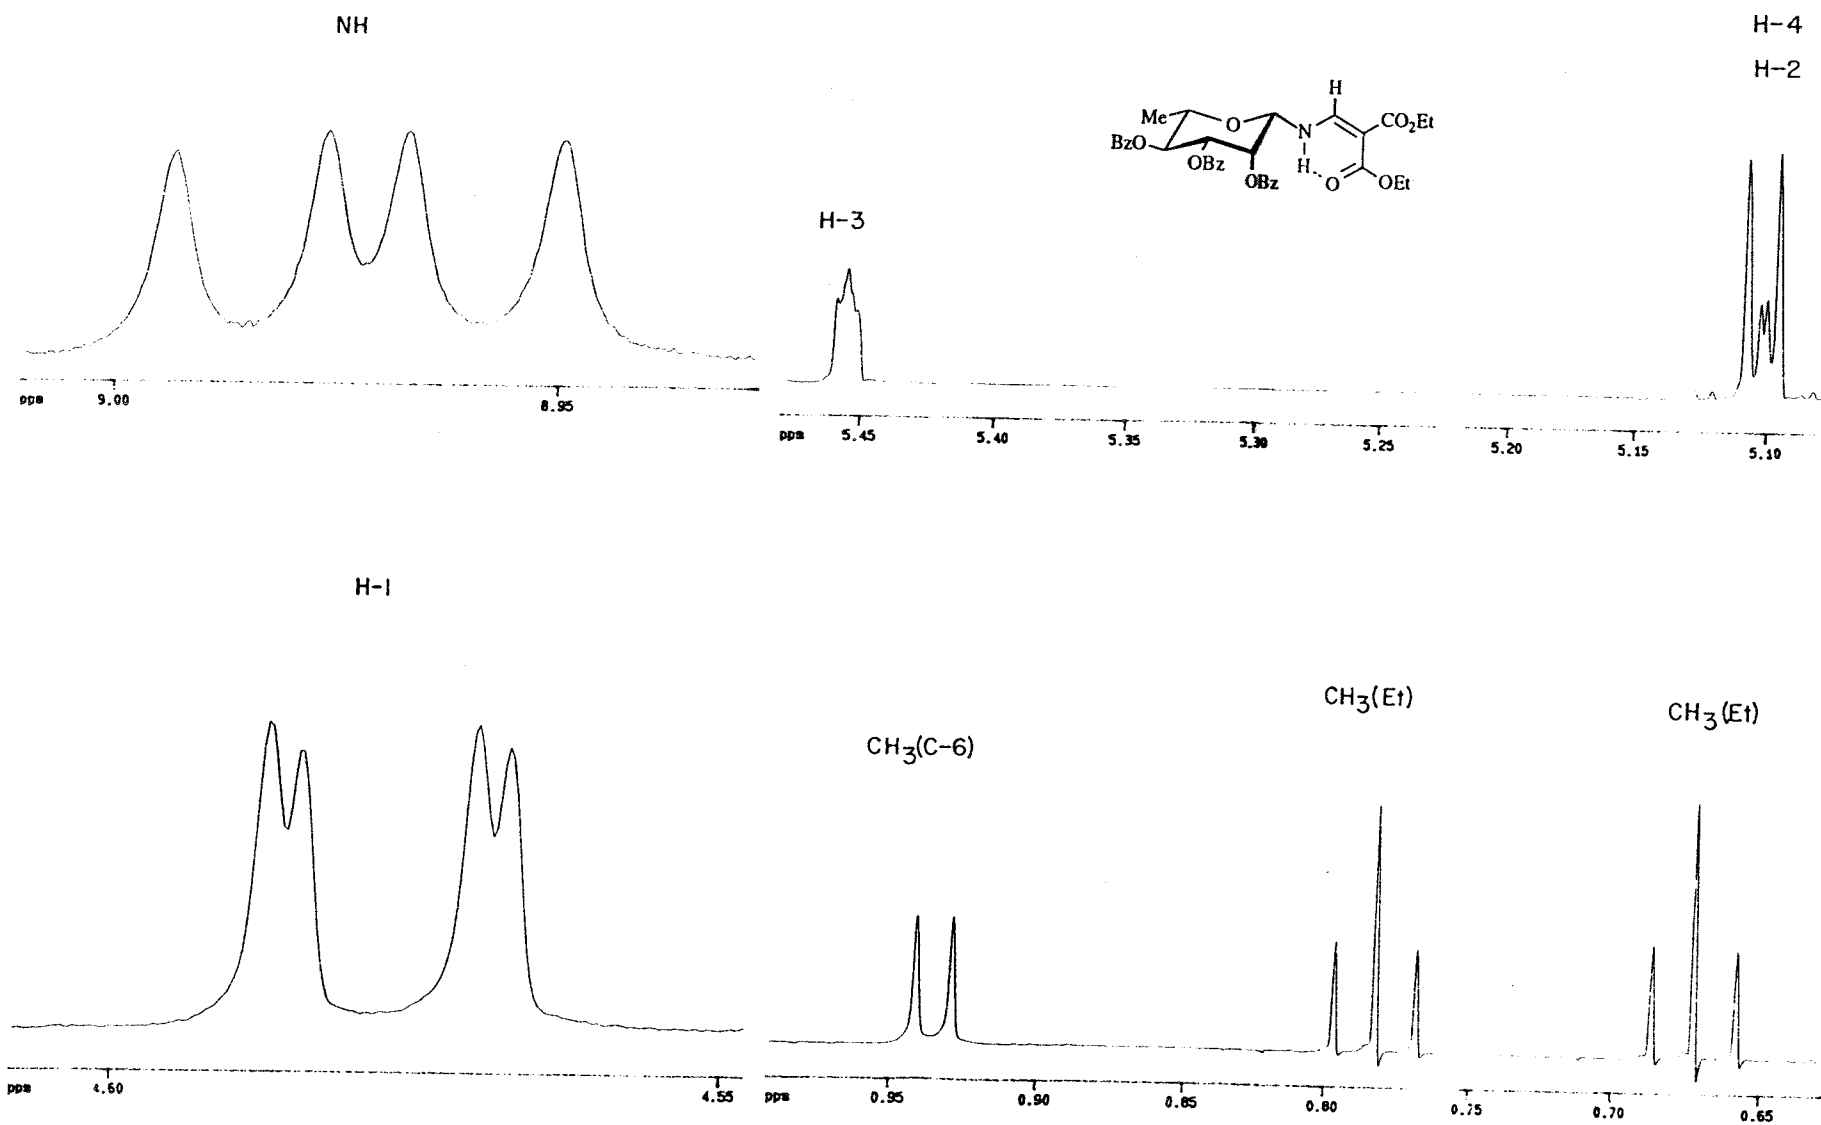 NH
H-4
H-2
H
Me
O
N
CO₂Et
BzO
OBz
OBz
H
O
OEt
H-3
ppm 9.00 8.95
ppm 5.45 5.40 5.35 5.30 5.25 5.20 5.15 5.10
H-1
CH₃(C-6)
CH₃(Et)
CH₃(Et)
ppm 4.60 4.55
ppm 0.95 0.90 0.85 0.80 0.75 0.70 0.65